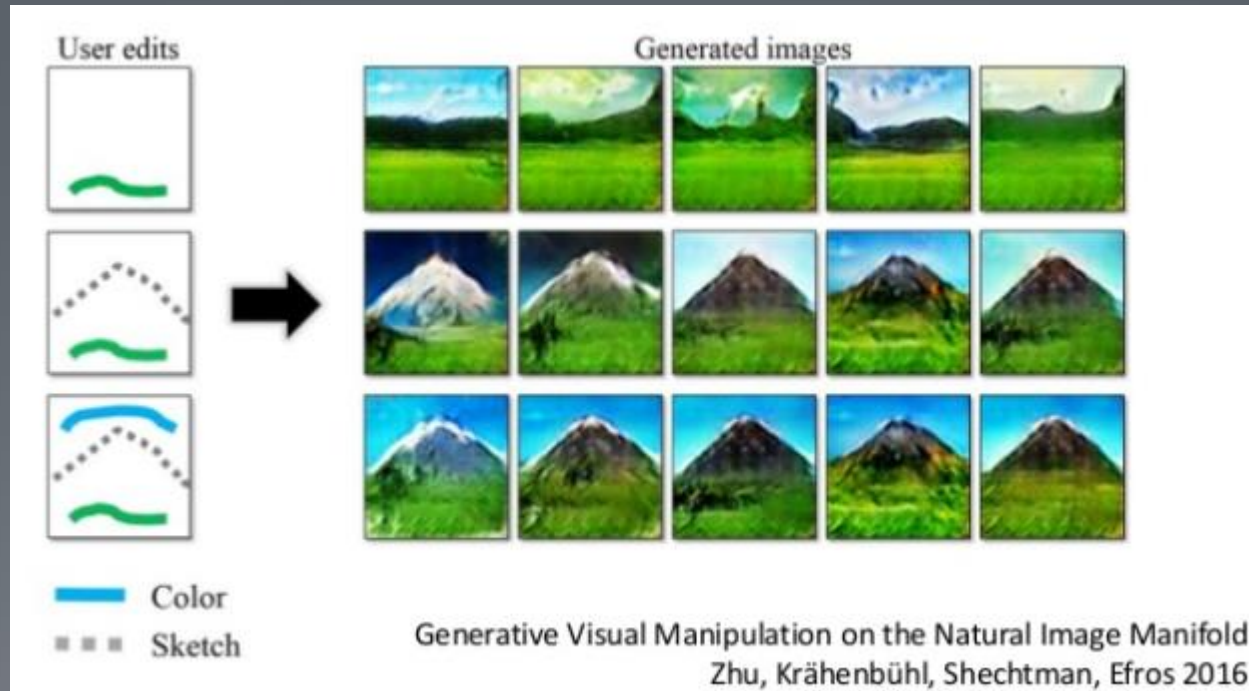 User edits
Generated images
Color
Sketch
Generative Visual Manipulation on the Natural Image Manifold
Zhu, Krähenbühl, Shechtman, Efros 2016